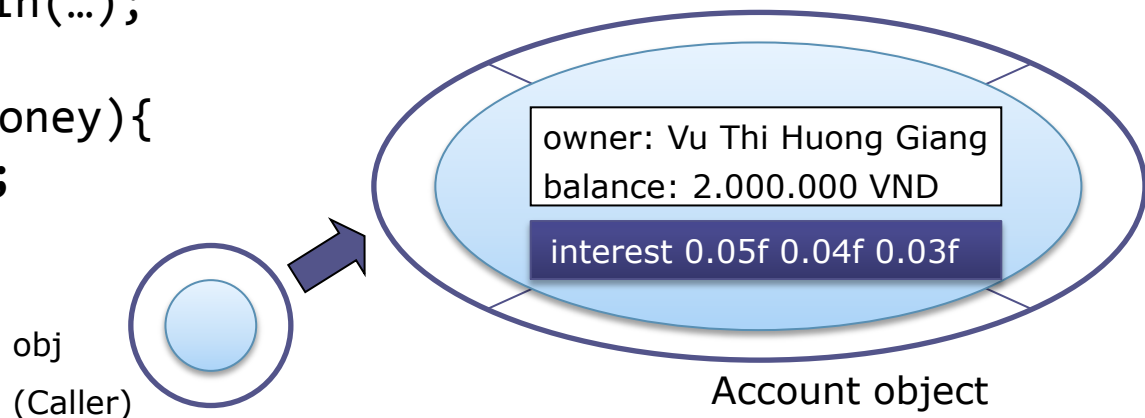 in(…);
oney){
;
owner: Vu Thi Huong Giang
balance: 2.000.000 VND
interest 0.05f 0.04f 0.03f
obj
(Caller)
Account object